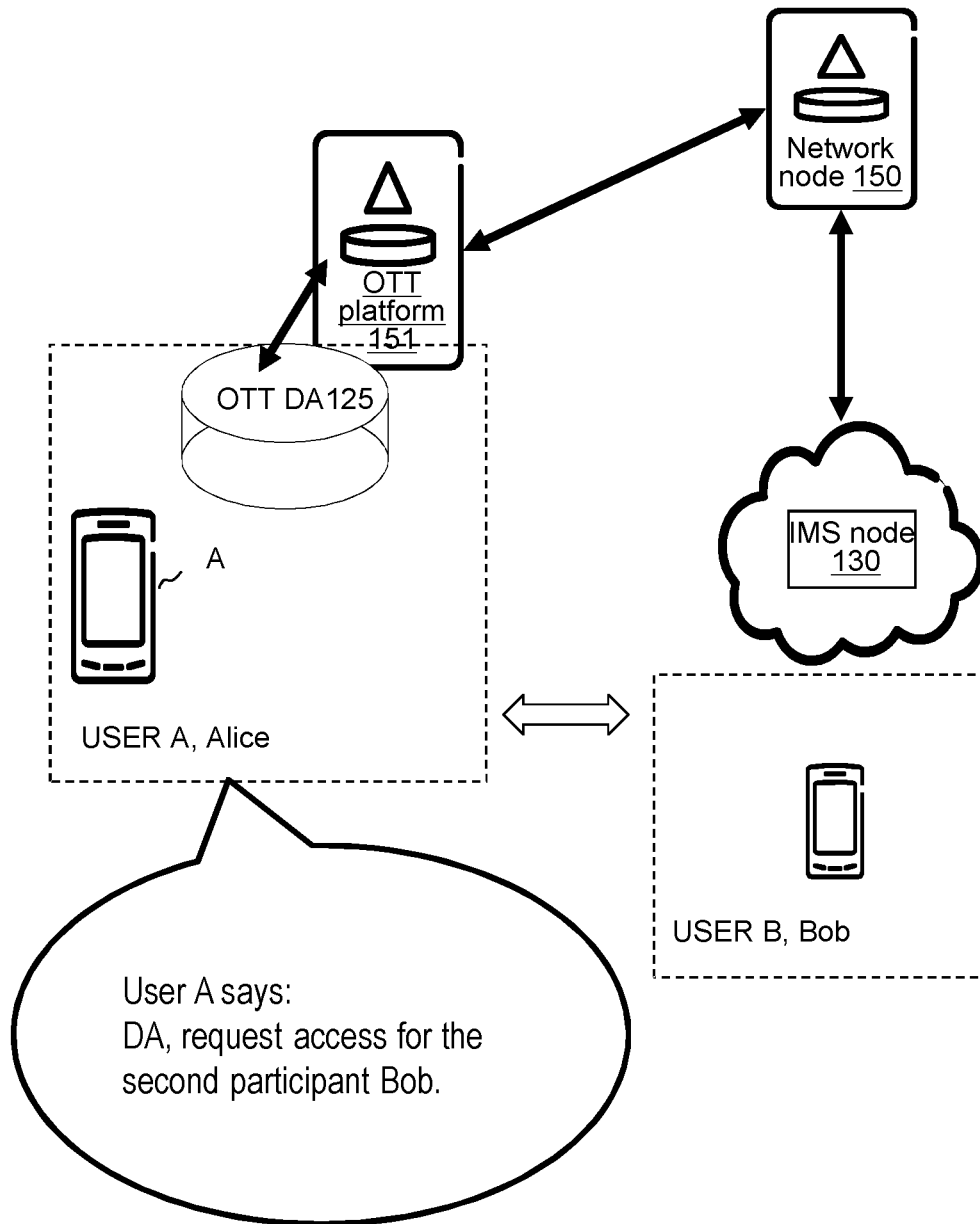 Network
node 150
OTT
platform
151
OTT DA125
IMS node
130
A
USER A, Alice
USER B, Bob
User A says:
DA, request access for the
second participant Bob.